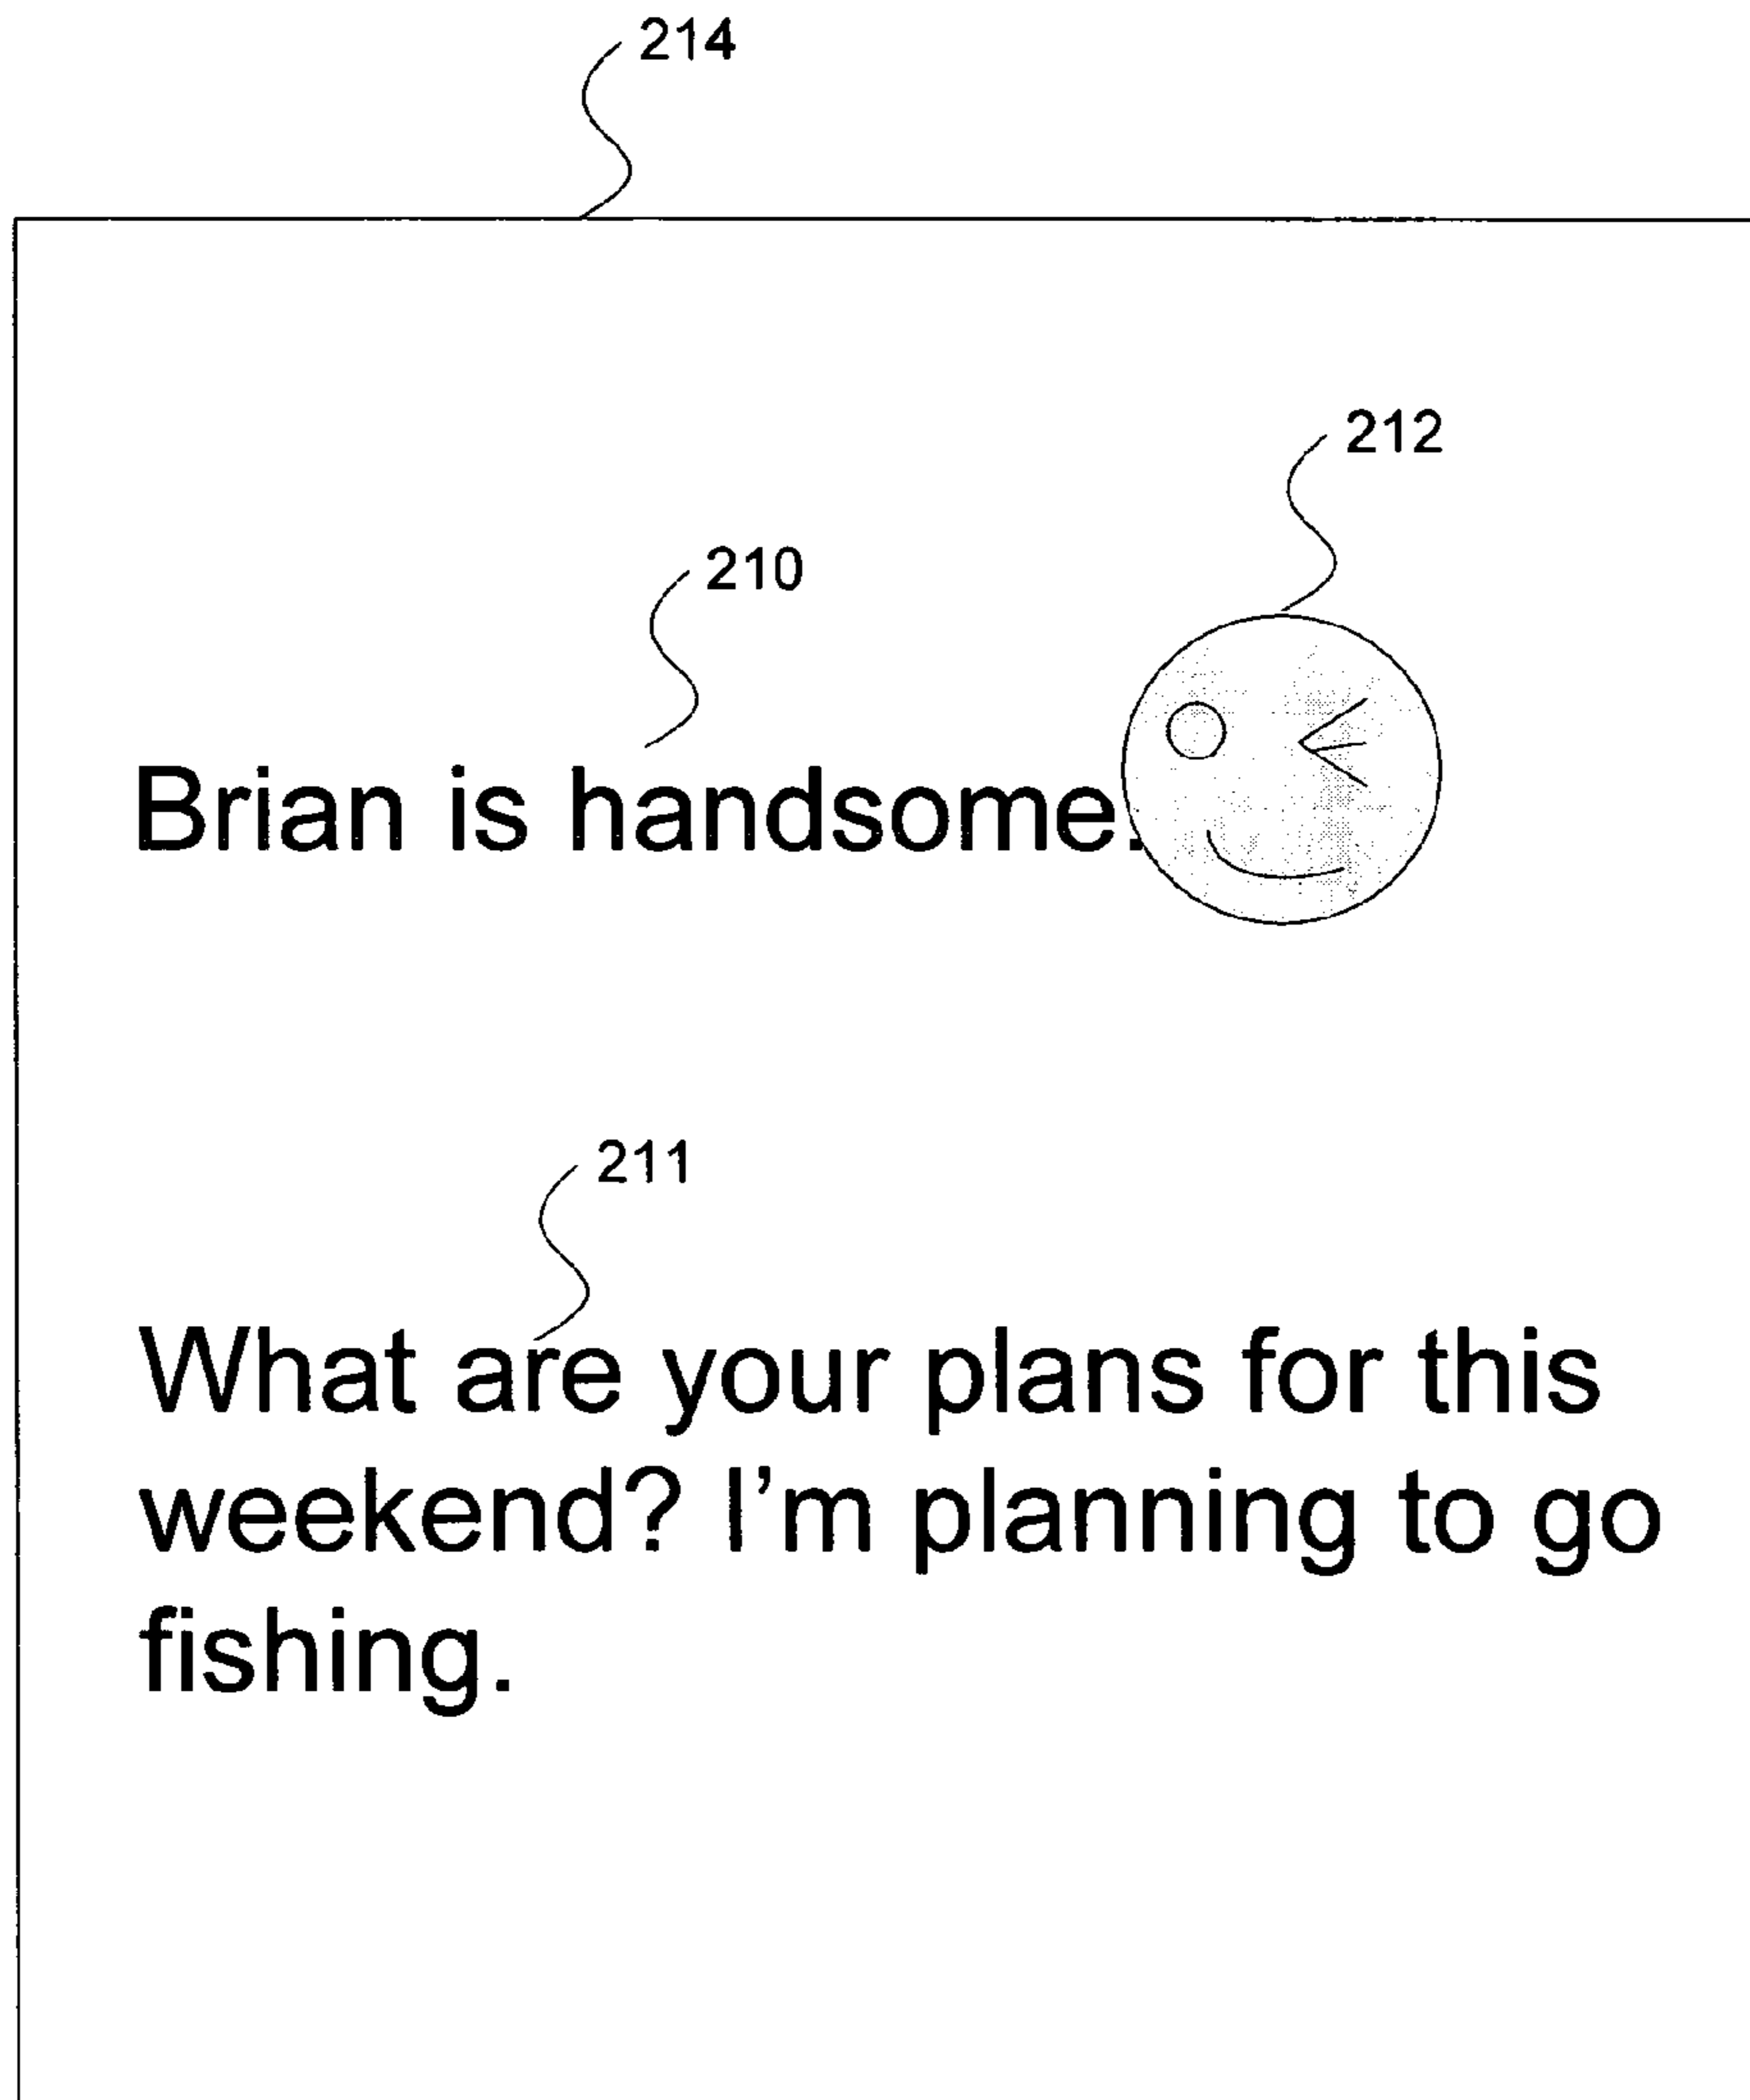 214
212
210
Brian is handsome.
211
What are your plans for this
weekend? I'm planning to go
fishing.